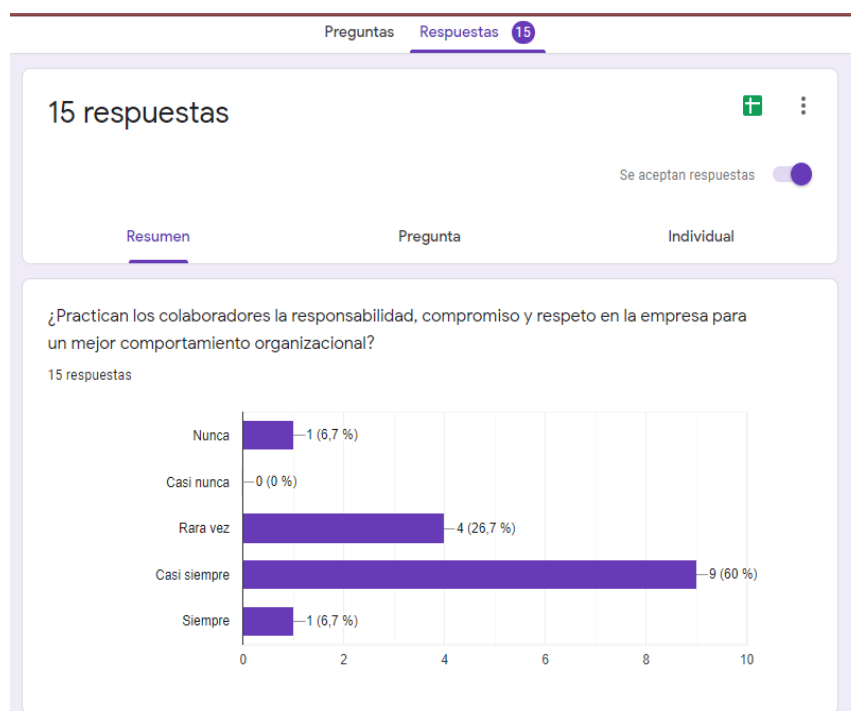 Preguntas Respuestas 15
15 respuestas
Se aceptan respuestas
Resumen Pregunta Individual
¿Practican los colaboradores la responsabilidad, compromiso y respeto en la empresa para
un mejor comportamiento organizacional?
15 respuestas
Nunca 1 (6,7 %)
Casi nunca 0 (0 %)
Rara vez 4 (26,7 %)
Casi siempre 9 (60 %)
Siempre 1 (6,7 %)
0 2 4 6 8 10